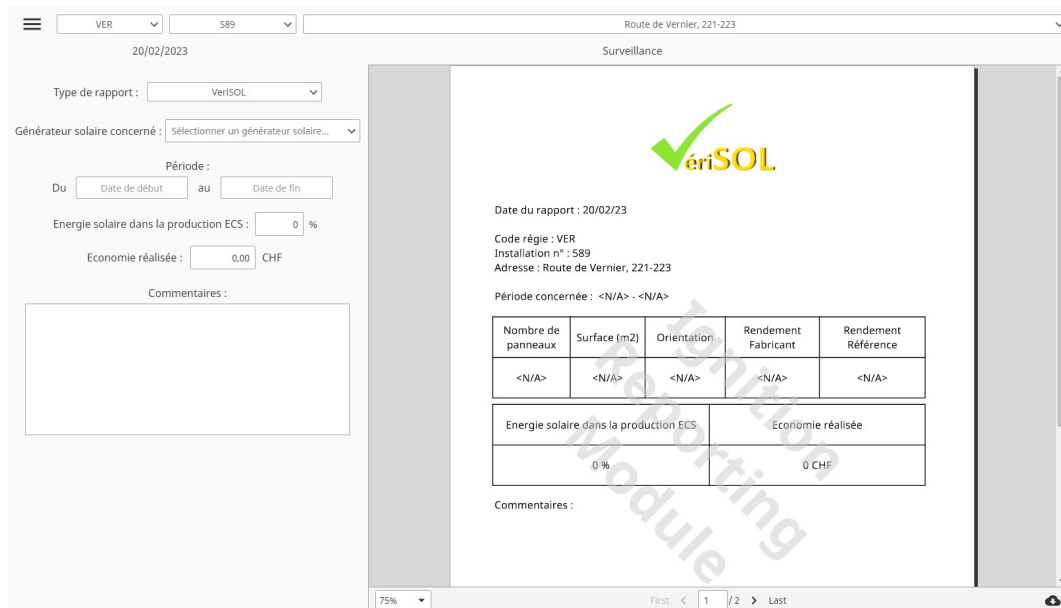 VER 589 Route de Vernier, 221-223
20/02/2023 Surveillance
Type de rapport : VeriSOL
Générateur solaire concerné : Sélectionner un générateur solaire...
Période :
Du Date de début au Date de fin
Energie solaire dans la production ECS : 0 %
Economie réalisée : 0,00 CHF
Commentaires :
ériSOL
Date du rapport : 20/02/23
Code régie : VER
Installation n° : 589
Adresse : Route de Vernier, 221-223
Période concernée : <N/A> - <N/A>
Nombre de panneaux Surface (m2) Orientation Rendement Fabricant Rendement Référence
<N/A> <N/A> <N/A> <N/A> <N/A>
Energie solaire dans la production ECS Economie réalisée
0 % 0 CHF
Commentaires :
Ignition
Reporting
Module
75% First < 1 / 2 > Last